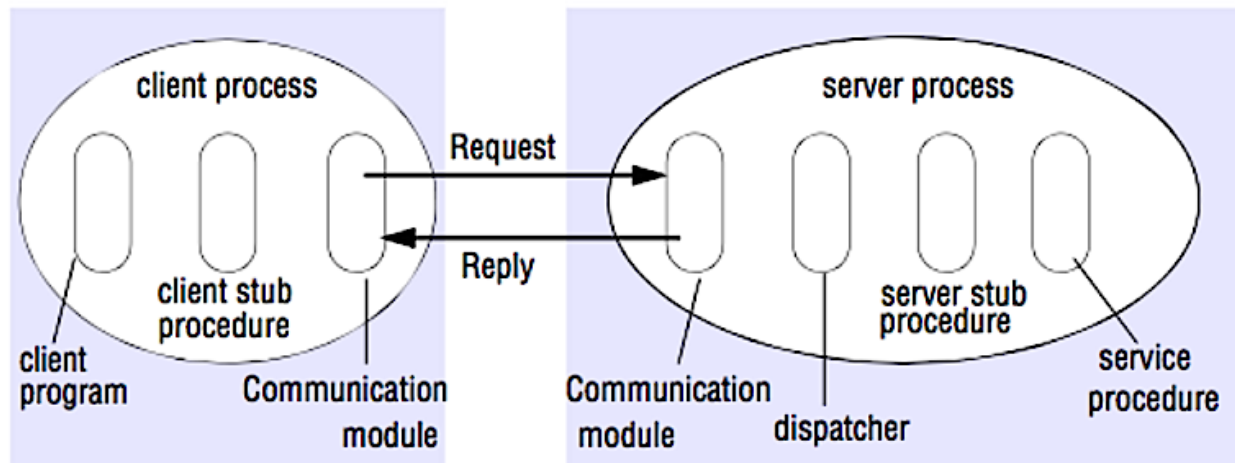 client process
server process
Request
Reply
client stub
procedure
server stub
procedure
client
program
Communication
module
Communication
module
dispatcher
service
procedure